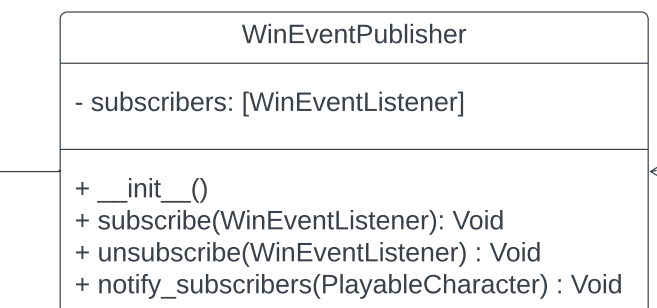 WinEventPublisher
- subscribers: [WinEventListener]
+ __init__()
+ subscribe(WinEventListener): Void
+ unsubscribe(WinEventListener) : Void
+ notify_subscribers(PlayableCharacter) : Void